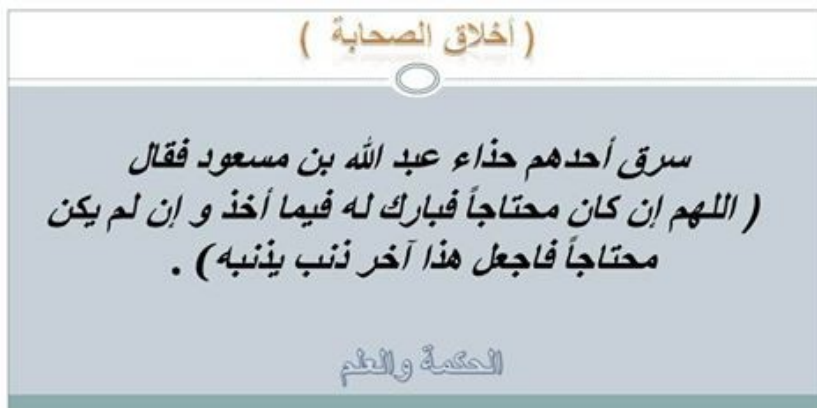 ( أخلاق الصحابة )
سرق أحدهم حذاء عبد الله بن مسعود فقال
( اللهم إن كان محتاجاً فبارك له فيما أخذ و إن لم يكن
محتاجاً فاجعل هذا آخر ذنب يذنبه) .
الحكمة والعلم